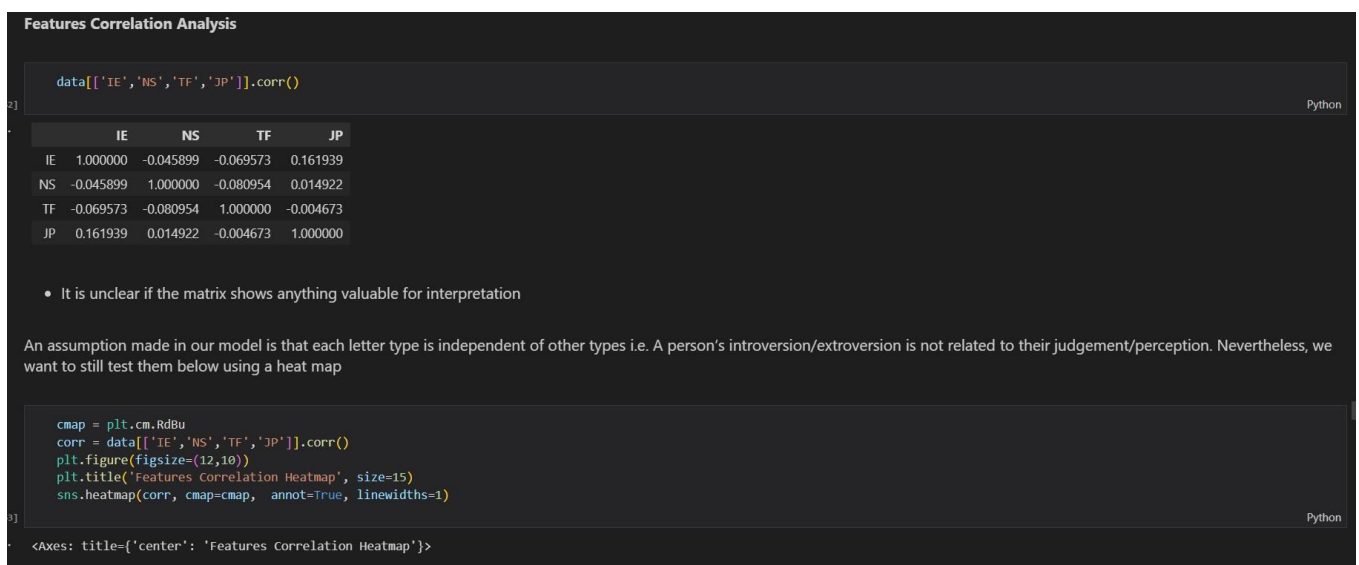 Features Correlation Analysis
data[['IE','NS','TF','JP']].corr()
2]
Python
IE NS TF JP
IE 1.000000 -0.045899 -0.069573 0.161939
NS -0.045899 1.000000 -0.080954 0.014922
TF -0.069573 -0.080954 1.000000 -0.004673
JP 0.161939 0.014922 -0.004673 1.000000
• It is unclear if the matrix shows anything valuable for interpretation
An assumption made in our model is that each letter type is independent of other types i.e. A person's introversion/extroversion is not related to their judgement/perception. Nevertheless, we
want to still test them below using a heat map
cmap = plt.cm.RdBu
corr = data[['IE','NS','TF','JP']].corr()
plt.figure(figsize=(12,10))
plt.title('Features Correlation Heatmap', size=15)
sns.heatmap(corr, cmap=cmap,  annot=True, linewidths=1)
3]
Python
<Axes: title={'center': 'Features Correlation Heatmap'}>